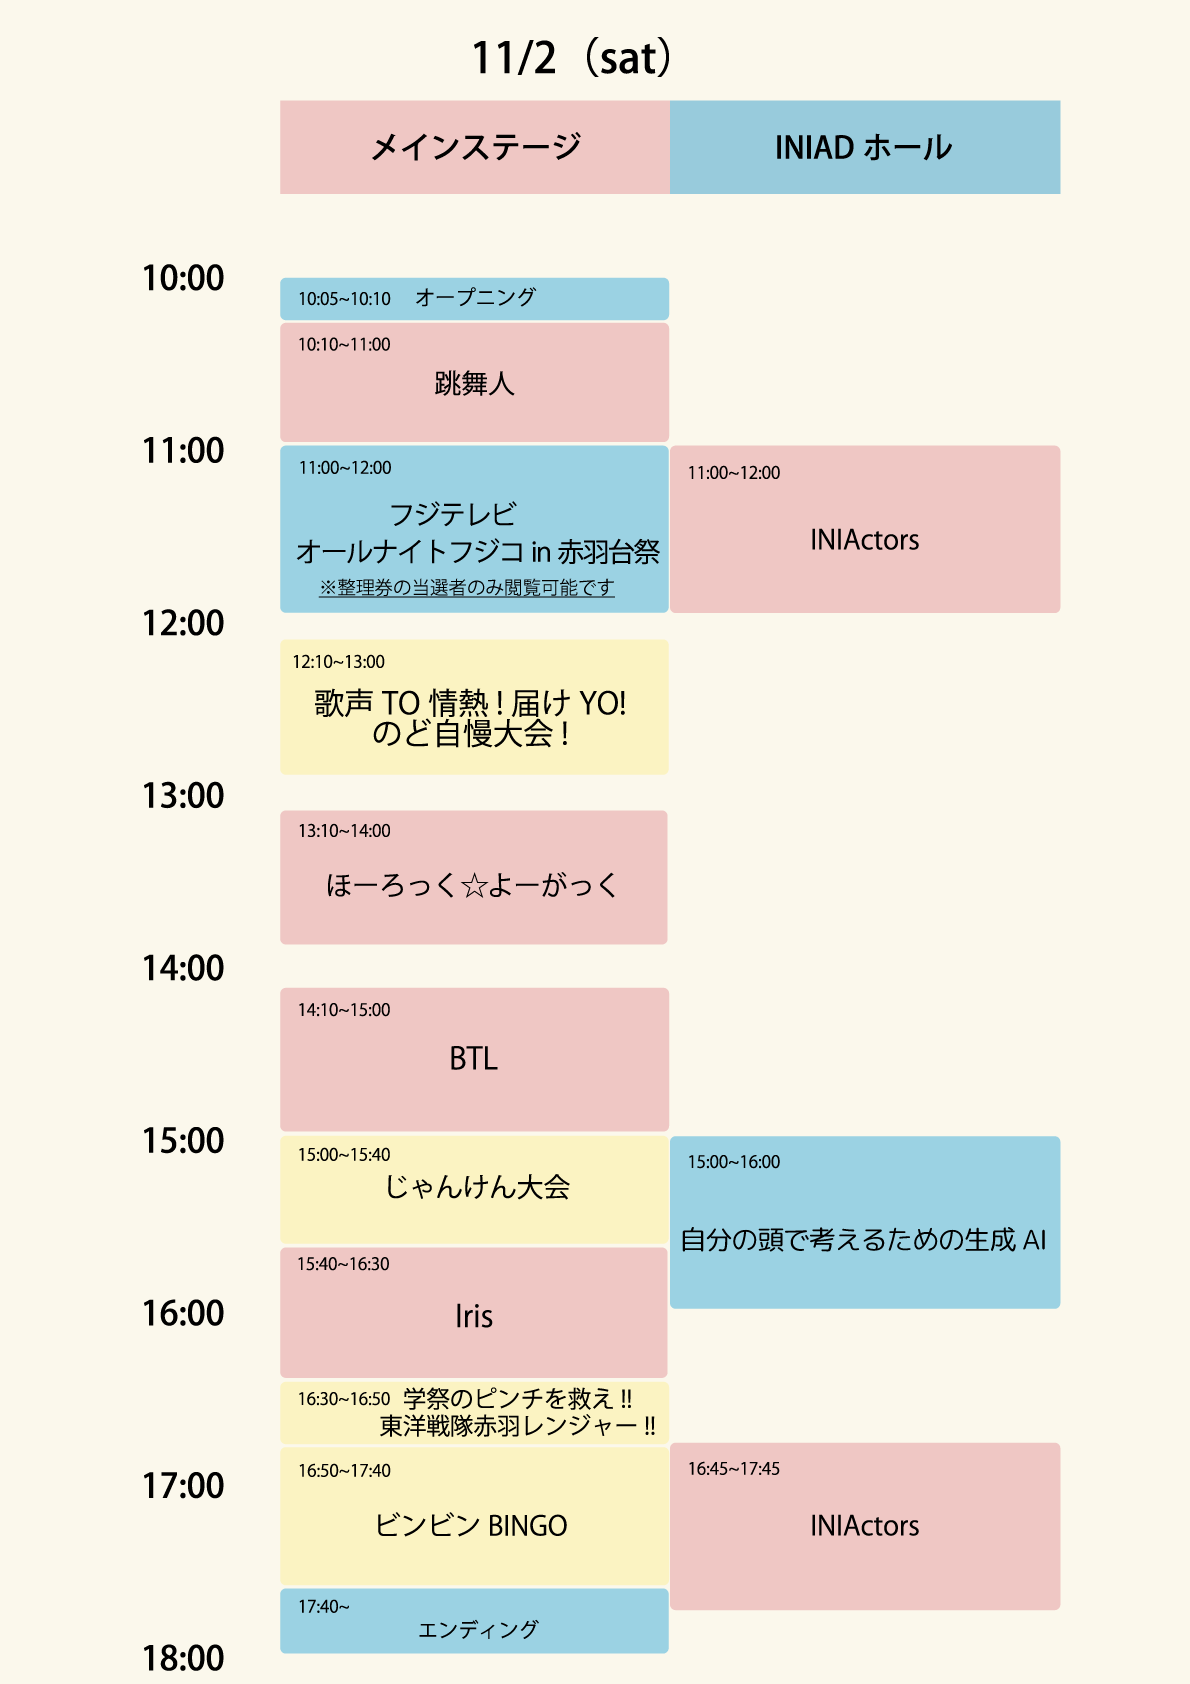 11/2（sat）
メインステージ
INIAD ホール
10:00
10:05~10:10 オープニング
10:10~11:00
跳舞人
11:00
11:00~12:00
フジテレビ
オールナイトフジコ in 赤羽台祭
※整理券の当選者のみ閲覧可能です
11:00~12:00
INIActors
12:00
12:10~13:00
歌声 TO 情熱 ! 届け YO!
のど自慢大会 !
13:00
13:10~14:00
ほーろっく☆よーがっく
14:00
14:10~15:00
BTL
15:00
15:00~15:40
じゃんけん大会
15:00~16:00
自分の頭で考えるための生成 AI
15:40~16:30
Iris
16:00
16:30~16:50 学祭のピンチを救え !!
東洋戦隊赤羽レンジャー !!
16:50~17:40
ビンビン BINGO
16:45~17:45
INIActors
17:00
17:40~
エンディング
18:00